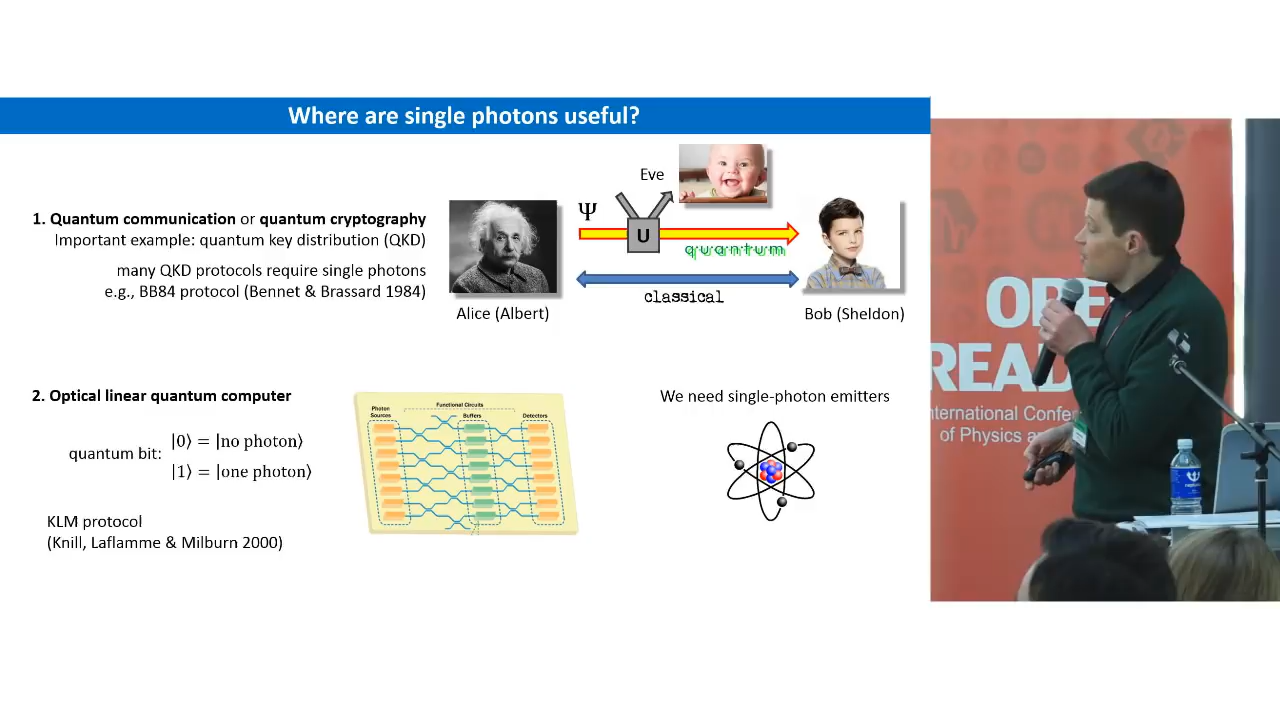 Where are single photons useful?
1. Quantum communication or quantum cryptography
Important example: quantum key distribution (QKD)
many QKD protocols require single photons
e.g., BB84 protocol (Bennet & Brassard 1984)
Ψ
Eve
U
quantum
classical
Alice (Albert)
Bob (Sheldon)
2. Optical linear quantum computer
quantum bit:
|0⟩ = |no photon⟩
|1⟩ = |one photon⟩
KLM protocol
(Knill, Laflamme & Milburn 2000)
Photon
Sources
Functional Circuits
Buffers
Detectors
We need single-photon emitters
READ
nternational Confe
of Physics a